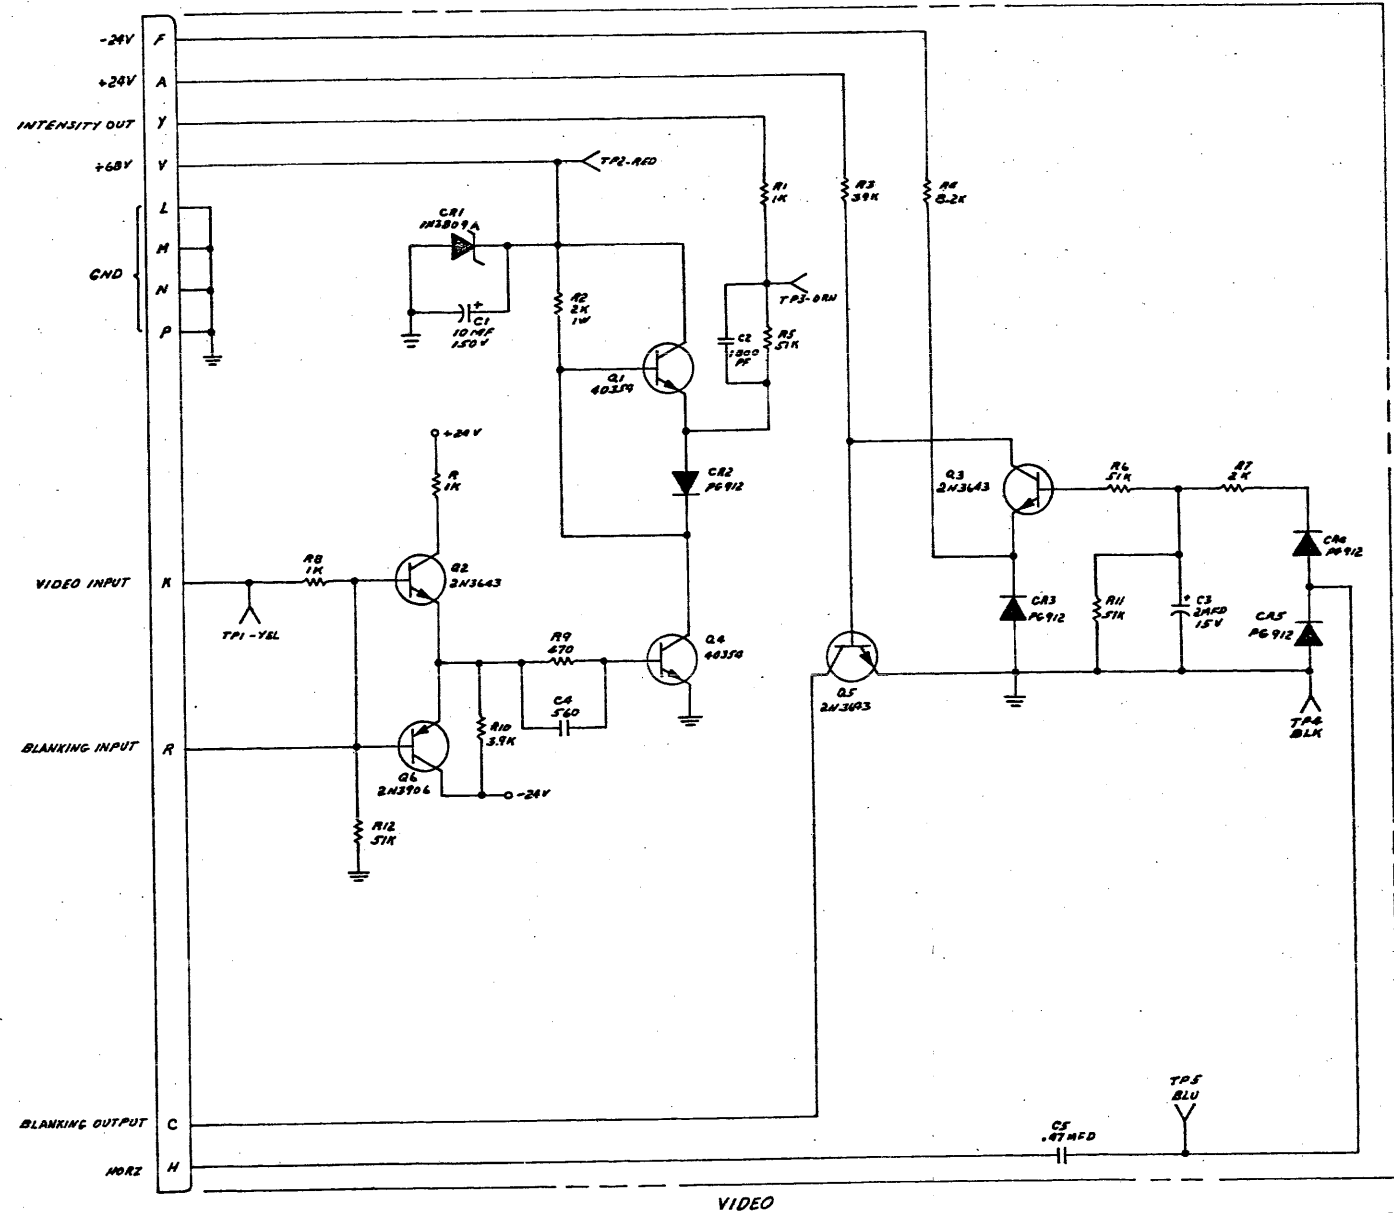 -24V F
+24V A
INTENSITY OUT Y
+68V V
TP2-RED
L
M
GND
N
P
CR1
1N2809A
C1
10MF
150V
R2
2K
1W
R1
1K
R3
39K
R4
8.2K
TP3-ORN
C2
PF
R5
51K
Q1
40354
+24V
R
1K
CR2
PG912
Q3
2N3643
R6
51K
R7
2K
CR4
PG912
VIDEO INPUT K
R8
1K
Q2
2N3643
TP1-YEL
R9
470
Q4
40354
C4
560
R10
3.9K
CR3
PG912
R11
51K
C3
2MFD
15V
CR5
PG912
Q5
2N3643
TP4
BLK
BLANKING INPUT R
Q6
2N3906
-24V
R12
51K
BLANKING OUTPUT C
HORZ H
C5
.47MFD
TP5
BLU
VIDEO